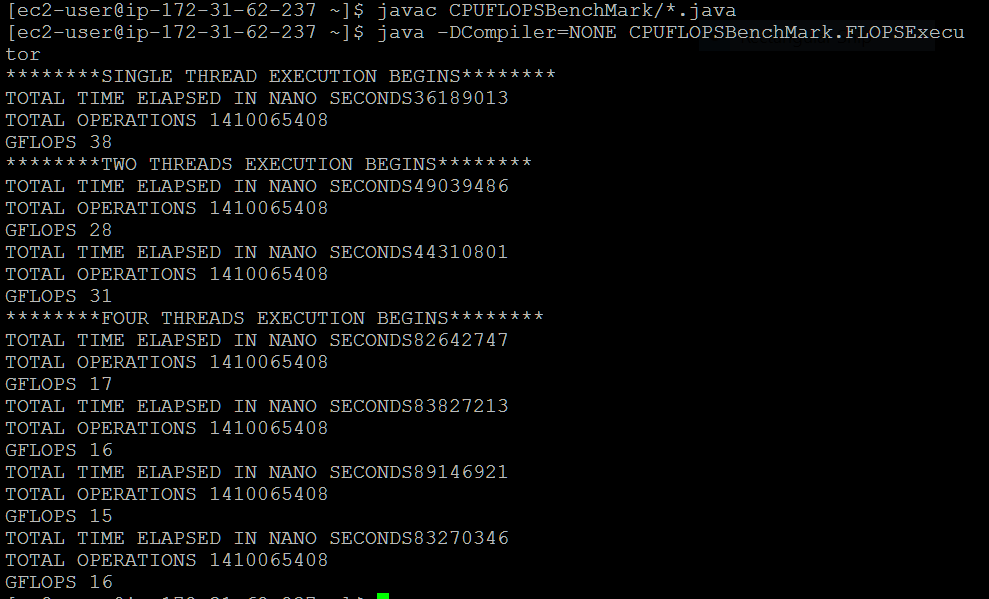 [ec2-user@ip-172-31-62-237 ~]$ javac CPUFLOPSBenchMark/*.java
[ec2-user@ip-172-31-62-237 ~]$ java -DCompiler=NONE CPUFLOPSBenchMark.FLOPSExecu
tor
********SINGLE THREAD EXECUTION BEGINS********
TOTAL TIME ELAPSED IN NANO SECONDS36189013
TOTAL OPERATIONS 1410065408
GFLOPS 38
********TWO THREADS EXECUTION BEGINS********
TOTAL TIME ELAPSED IN NANO SECONDS49039486
TOTAL OPERATIONS 1410065408
GFLOPS 28
TOTAL TIME ELAPSED IN NANO SECONDS44310801
TOTAL OPERATIONS 1410065408
GFLOPS 31
********FOUR THREADS EXECUTION BEGINS********
TOTAL TIME ELAPSED IN NANO SECONDS82642747
TOTAL OPERATIONS 1410065408
GFLOPS 17
TOTAL TIME ELAPSED IN NANO SECONDS83827213
TOTAL OPERATIONS 1410065408
GFLOPS 16
TOTAL TIME ELAPSED IN NANO SECONDS89146921
TOTAL OPERATIONS 1410065408
GFLOPS 15
TOTAL TIME ELAPSED IN NANO SECONDS83270346
TOTAL OPERATIONS 1410065408
GFLOPS 16